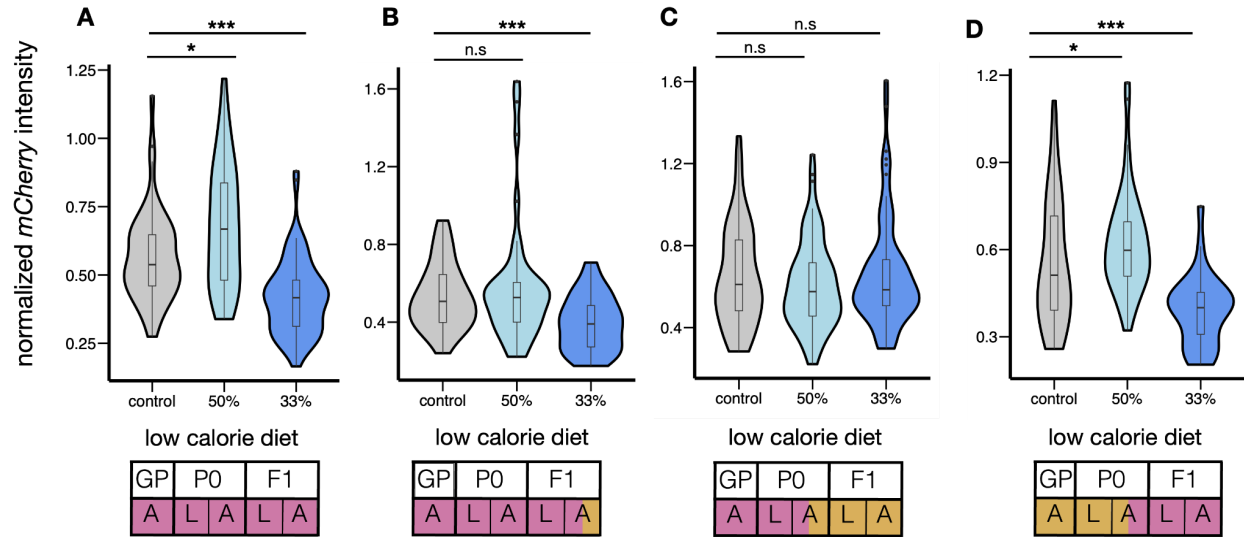 A
B
C
D
***
*
***
n.s
n.s.
n.s
***
*
normalized mCherry intensity
1.25
1.00
0.75
0.50
0.25
control 50% 33%
low calorie diet
GP P0 F1
A L A L A
1.6
1.2
0.8
0.4
control 50% 33%
low calorie diet
GP P0 F1
A L A L A
1.6
1.2
0.8
0.4
control 50% 33%
low calorie diet
GP P0 F1
A L A L A
1.2
0.9
0.6
0.3
control 50% 33%
low calorie diet
GP P0 F1
A L A L A